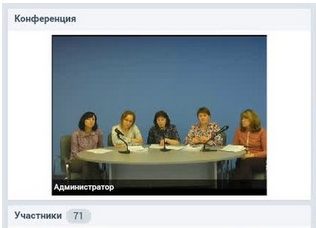 Конференция
Администратор
Участники 71